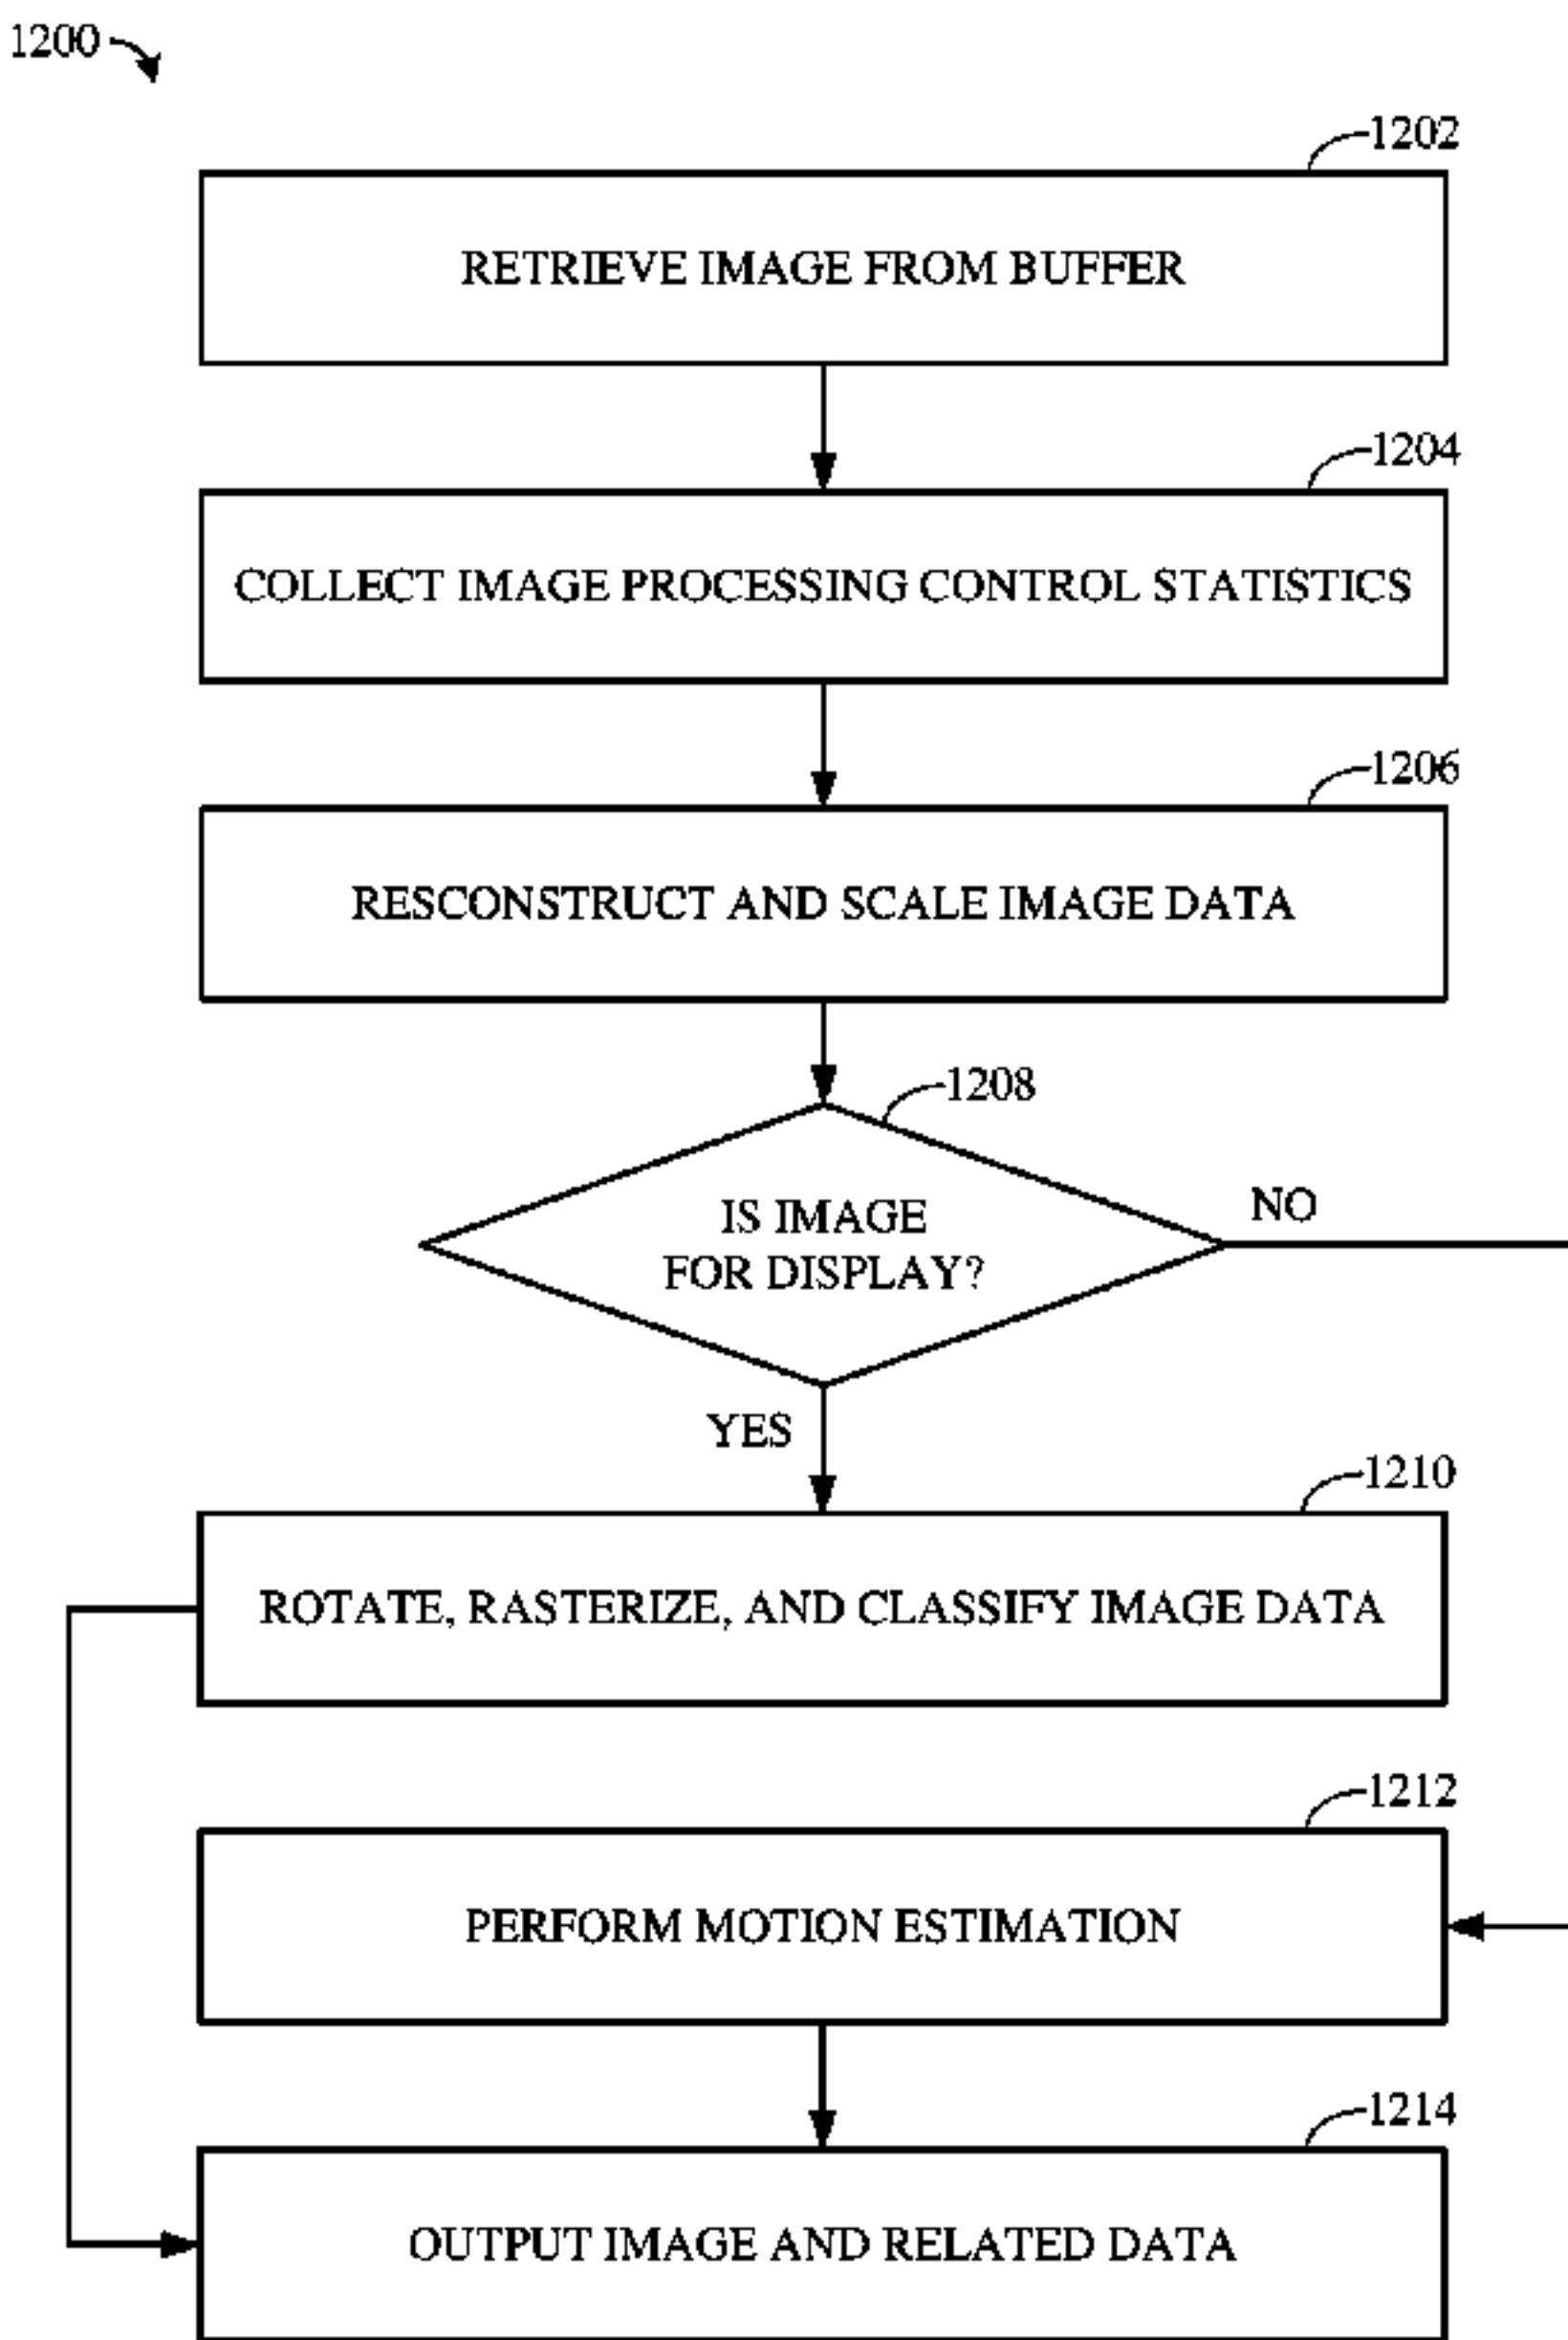 1200
1202
RETRIEVE IMAGE FROM BUFFER
1204
COLLECT IMAGE PROCESSING CONTROL STATISTICS
1206
RESCONSTRUCT AND SCALE IMAGE DATA
1208
IS IMAGE
FOR DISPLAY?
NO
YES
1210
ROTATE, RASTERIZE, AND CLASSIFY IMAGE DATA
1212
PERFORM MOTION ESTIMATION
1214
OUTPUT IMAGE AND RELATED DATA